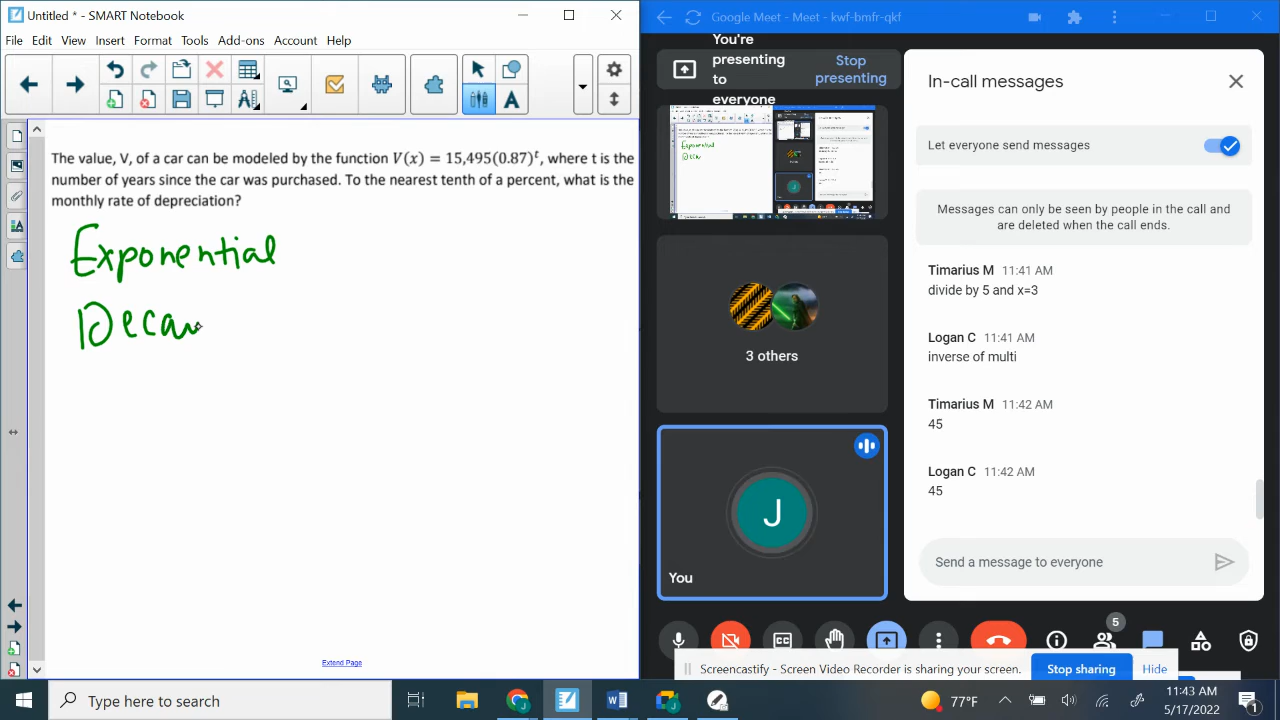 Untitled * - SMART Notebook
File Edit View Insert Format Tools Add-ons Account Help
The value, V, of a car can be modeled by the function V(x) = 15,495(0.87)^t, where t is the
number of years since the car was purchased. To the nearest tenth of a percent, what is the
monthly rate of depreciation?
Exponential
Decay
Extend Page
Google Meet - Meet - kwf-bmfr-qkf
You're
presenting
to
everyone
Stop
presenting
3 others
J
You
In-call messages
Let everyone send messages
Messages can only be seen by people in the call and
are deleted when the call ends.
Timarius M 11:41 AM
divide by 5 and x=3
Logan C 11:41 AM
inverse of multi
Timarius M 11:42 AM
45
Logan C 11:42 AM
45
Send a message to everyone
5
Screencastify - Screen Video Recorder is sharing your screen.
Stop sharing
Hide
Type here to search
77°F
11:43 AM
5/17/2022
1